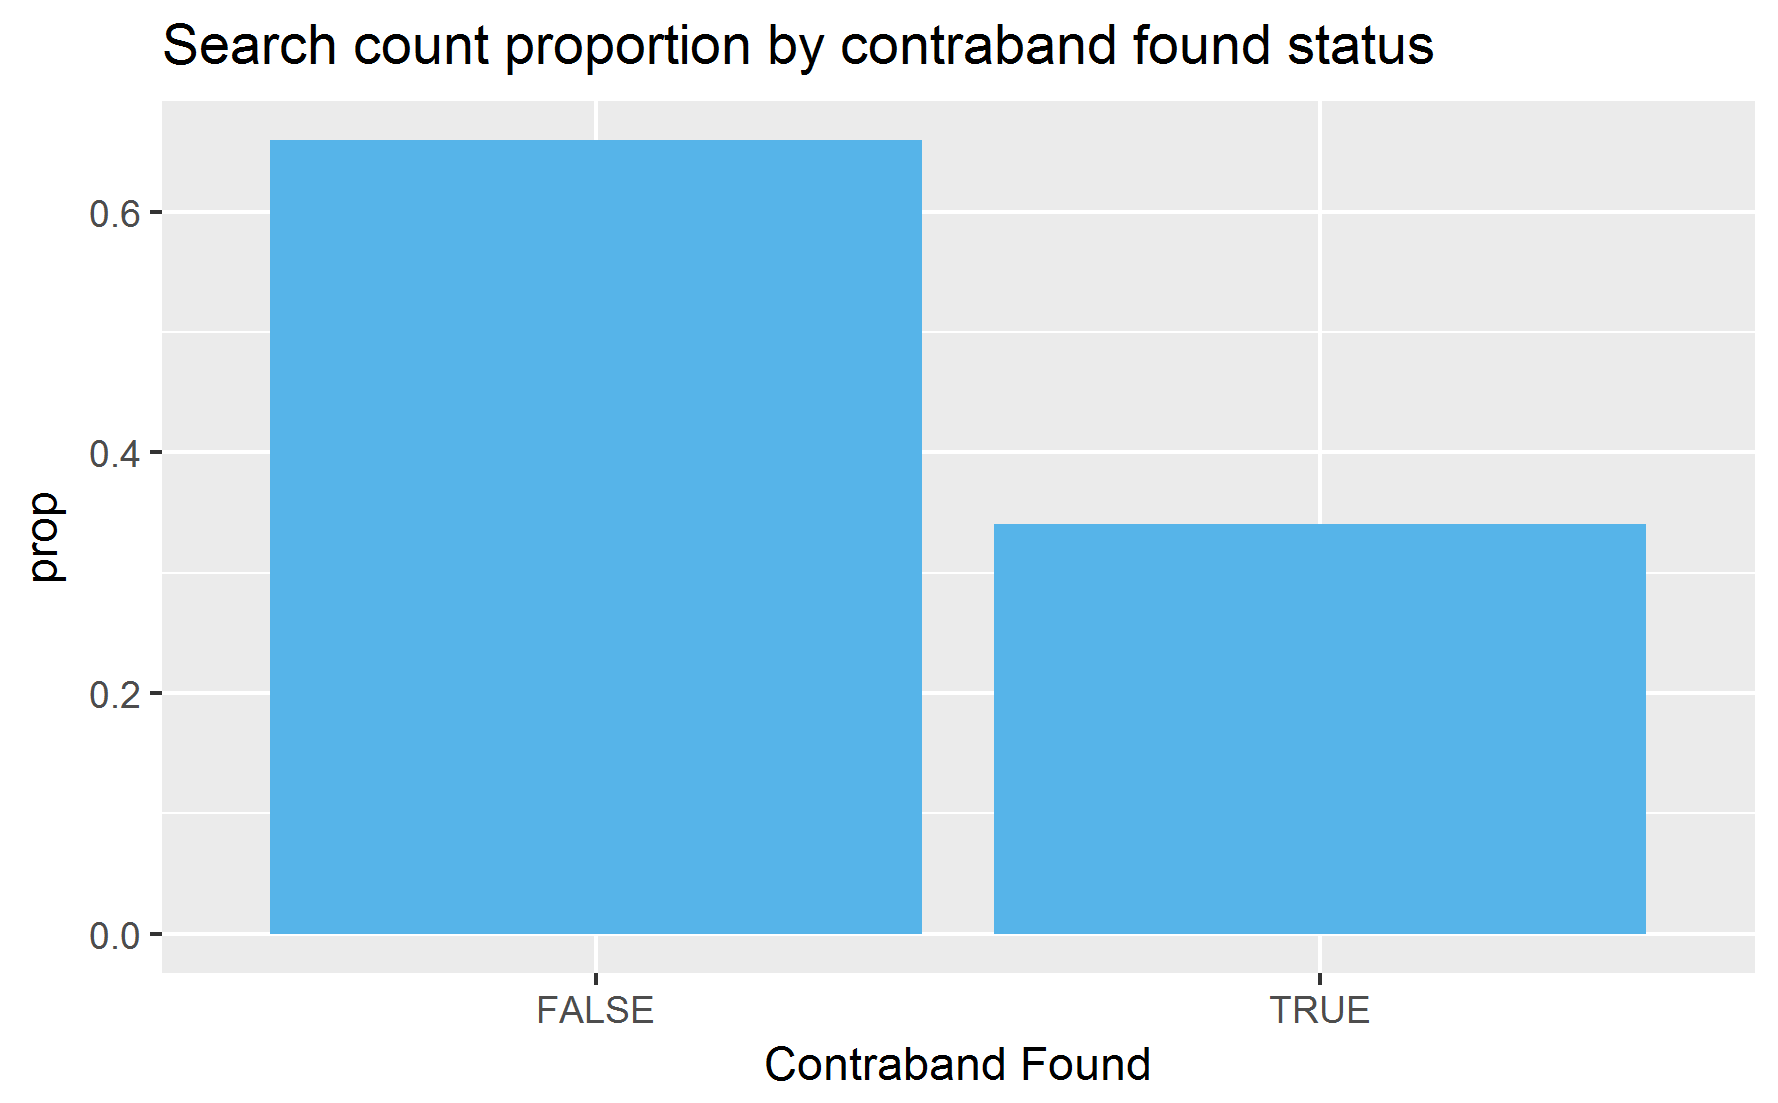 Search count proportion by contraband found status
prop
0.6
0.4
0.2
0.0
FALSE
TRUE
Contraband Found